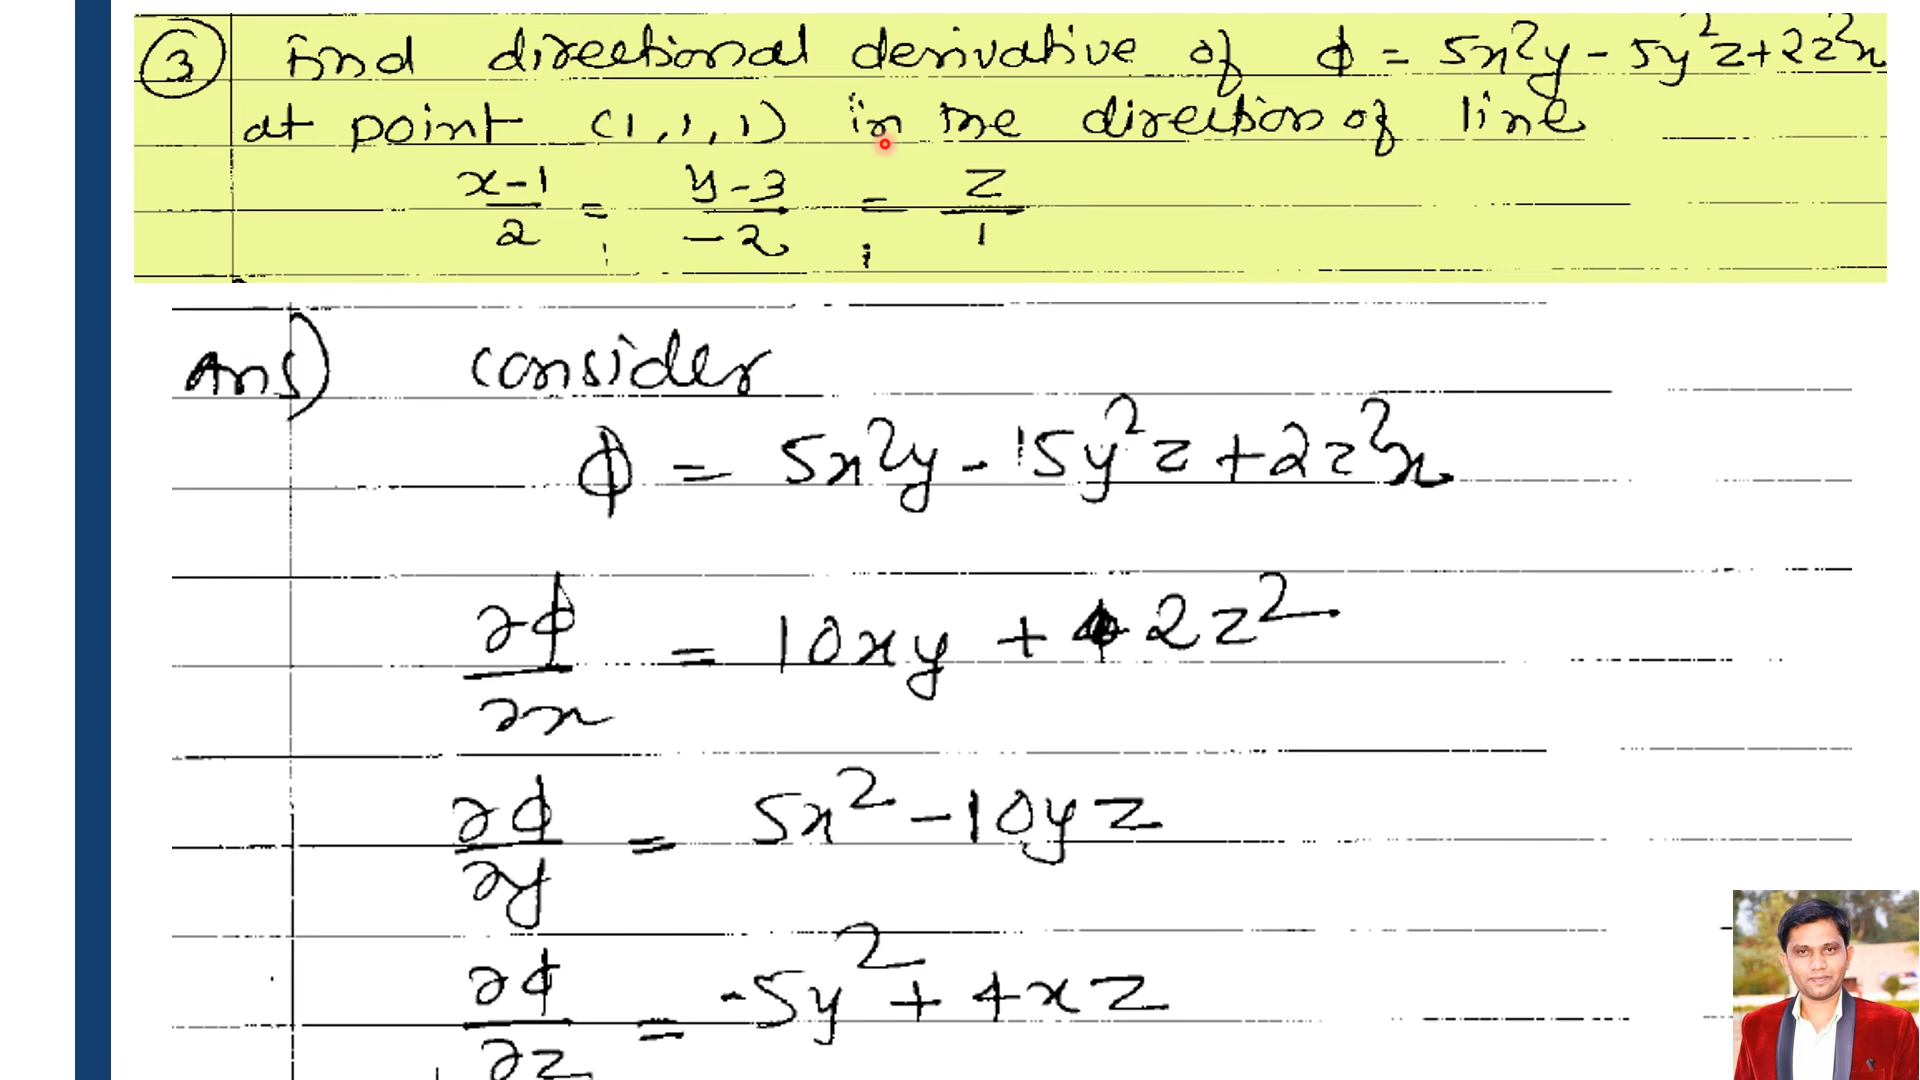 ③ Find directional derivative of ϕ = 5x²y - 5y²z+2z²x
at point (1,1,1) in the direction of line
x-1/2 = y-3/-2 = z/1
Ans) consider
ϕ = 5x²y - 5y²z+2z²x
∂ϕ/∂x = 10xy + 2z²
∂ϕ/∂y = 5x² -10yz
∂ϕ/∂z = -5y² + 4xz